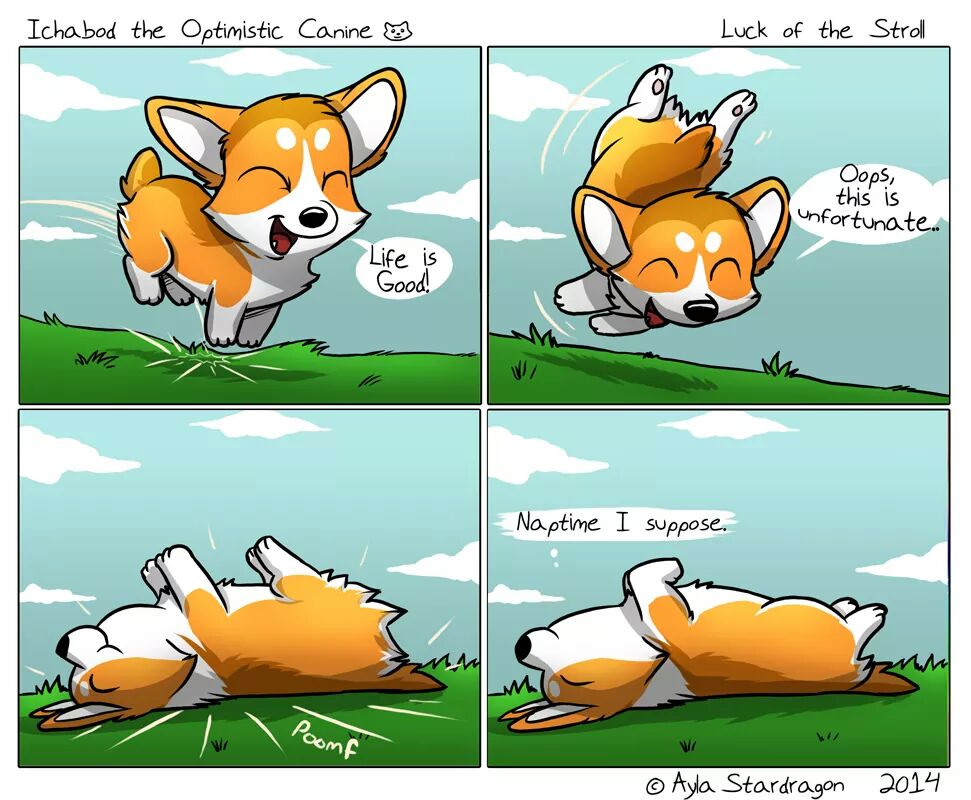 Ichabod the Optimistic Canine
Luck of the Stroll
Life is
Good!
Oops,
this is
unfortunate..
Poomf
Naptime I suppose.
© Ayla Stardragon 2014